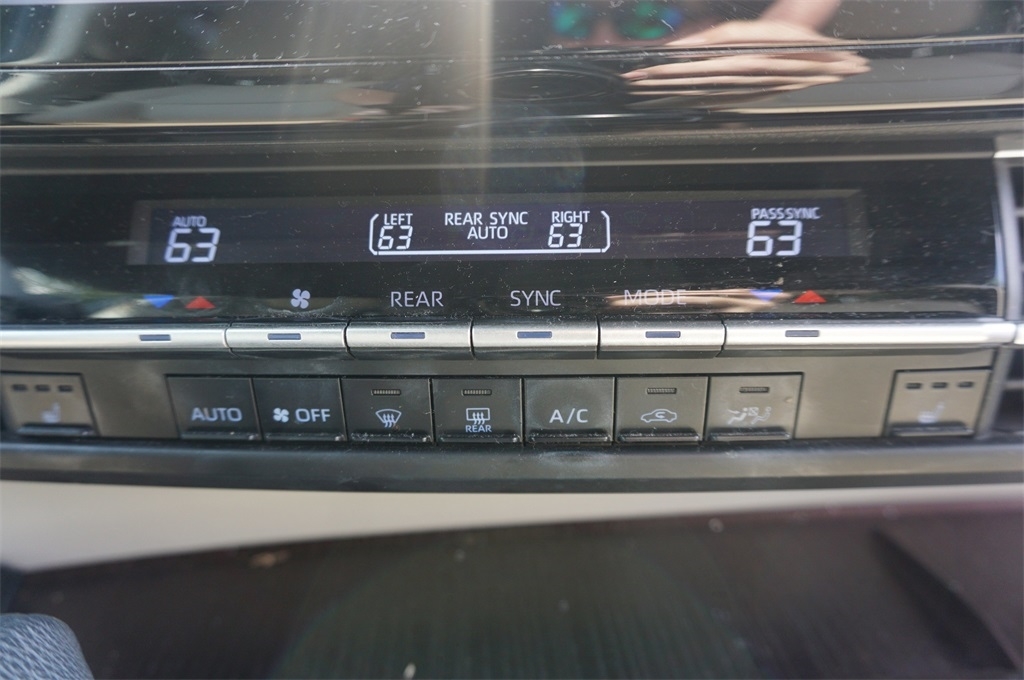 AUTO
63
LEFT
63
REAR SYNC
AUTO
RIGHT
63
PASS SYNC
63
REAR
SYNC
MODE
AUTO
OFF
REAR
A/C